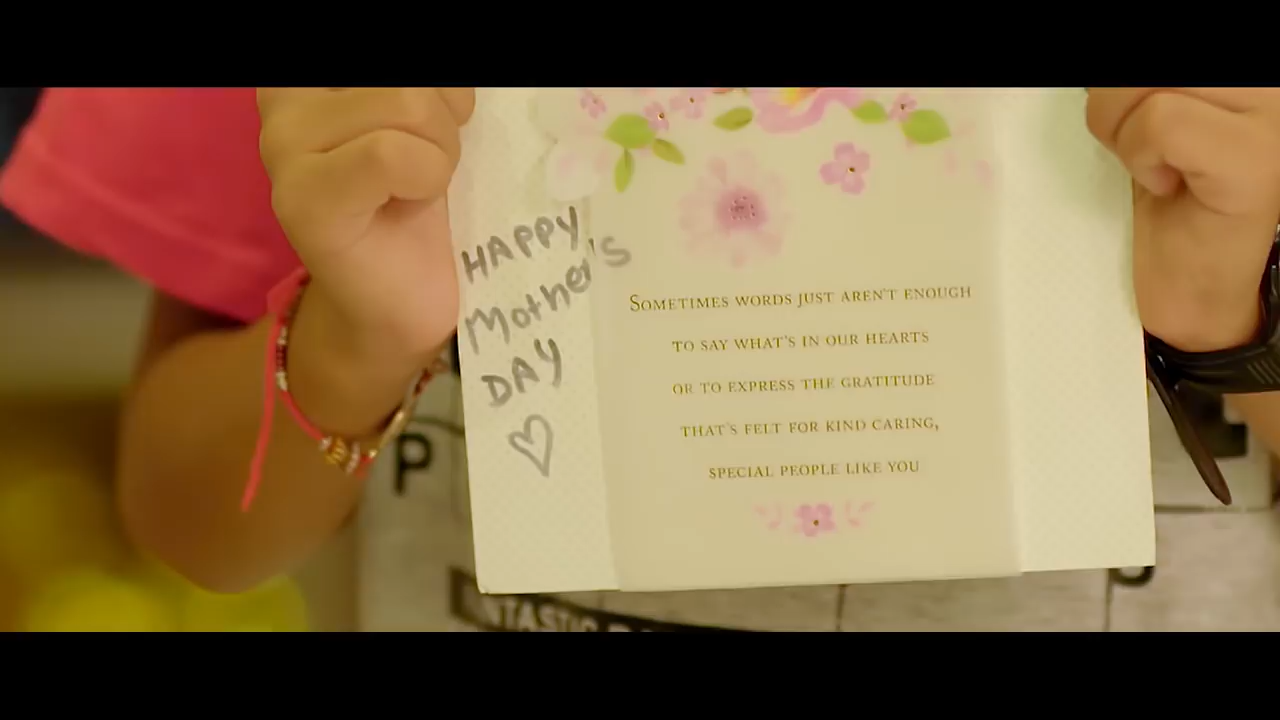 HAPPY
Mother's
DAY
SOMETIMES WORDS JUST AREN'T ENOUGH
TO SAY WHAT'S IN OUR HEARTS
OR TO EXPRESS THE GRATITUDE
THAT'S FELT FOR KIND CARING,
SPECIAL PEOPLE LIKE YOU
P